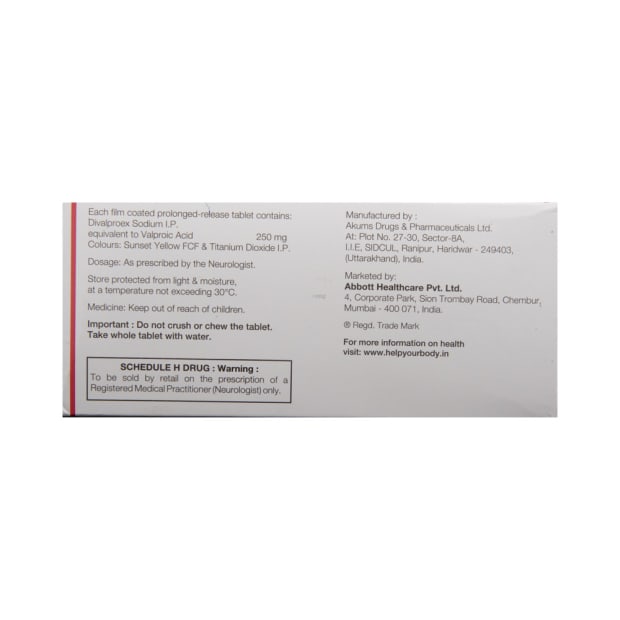 Each film coated prolonged-release tablet contains:
Divalproex Sodium I.P.
equivalent to Valproic Acid 250 mg
Colours: Sunset Yellow FCF & Titanium Dioxide I.P.
Dosage: As prescribed by the Neurologist.
Store protected from light & moisture,
at a temperature not exceeding 30°C.
Medicine: Keep out of reach of children.
Important : Do not crush or chew the tablet.
Take whole tablet with water.
SCHEDULE H DRUG : Warning :
To be sold by retail on the prescription of a
Registered Medical Practitioner (Neurologist) only.
Manufactured by :
Akums Drugs & Pharmaceuticals Ltd.
At: Plot No. 27-30, Sector-8A,
I.I.E, SIDCUL, Ranipur, Haridwar - 249403,
(Uttarakhand), India.
Marketed by:
Abbott Healthcare Pvt. Ltd.
4, Corporate Park, Sion Trombay Road, Chembur,
Mumbai - 400 071, India.
® Regd. Trade Mark
For more information on health
visit: www.helpyourbody.in